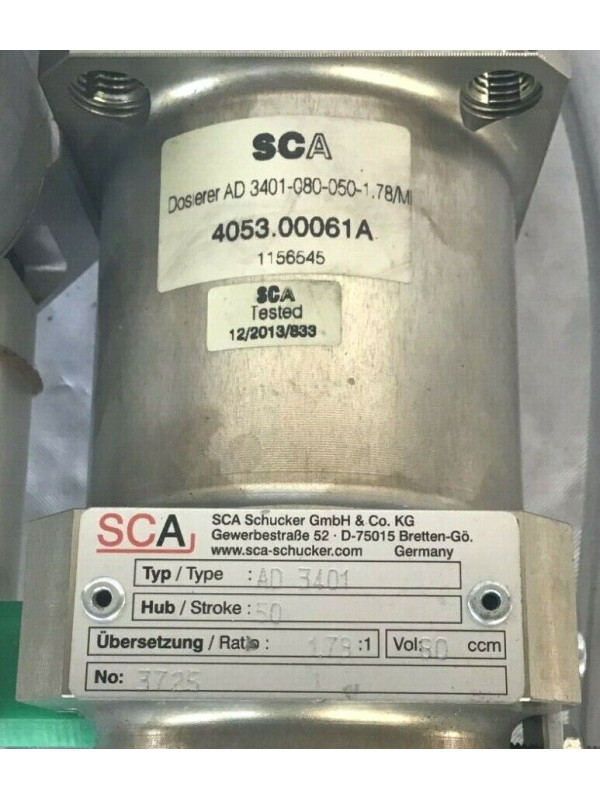 SCA
Dosierer AD 3401-080-050-1.78/MI
4053.00061A
1156545
SCA
Tested
12/2013/833
SCA
SCA Schucker GmbH & Co. KG
Gewerbestraße 52 · D-75015 Bretten-Gö.
www.sca-schucker.com Germany
Typ / Type : AD 3401
Hub / Stroke : 50
Übersetzung / Ratio : 1.78 :1 Vol: 80 ccm
No: 3725